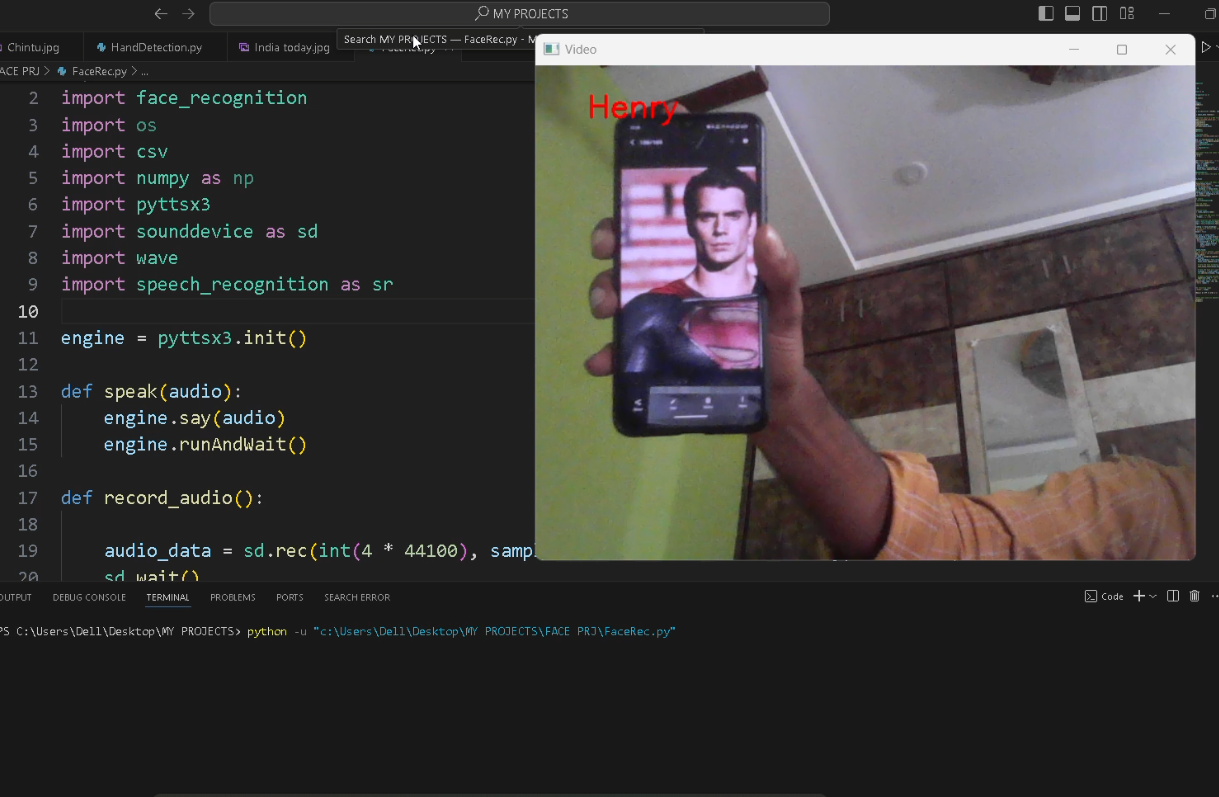 MY PROJECTS
Chintu.jpg
HandDetection.py
India today.jpg
Search MY PROJECTS — FaceRec.py - M
ACE PRJ > FaceRec.py > ...
2 import face_recognition
3 import os
4 import csv
5 import numpy as np
6 import pyttsx3
7 import sounddevice as sd
8 import wave
9 import speech_recognition as sr
10
11 engine = pyttsx3.init()
12
13 def speak(audio):
14 engine.say(audio)
15 engine.runAndWait()
16
17 def record_audio():
18
19 audio_data = sd.rec(int(4 * 44100), samp
20 sd.wait()
Video
Henry
OUTPUT DEBUG CONSOLE TERMINAL PROBLEMS PORTS SEARCH ERROR
Code
PS C:\Users\Dell\Desktop\MY PROJECTS> python -u "c:\Users\Dell\Desktop\MY PROJECTS\FACE PRJ\FaceRec.py"